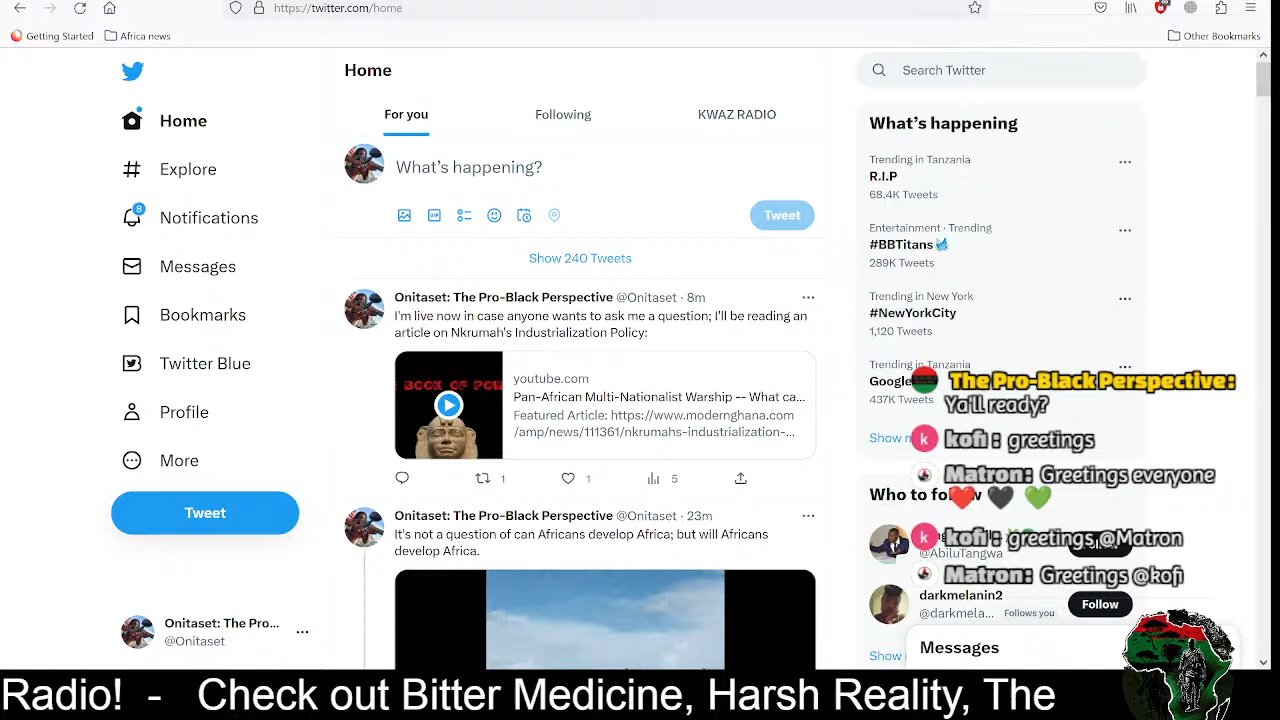 https://twitter.com/home
Getting Started
Africa news
Other Bookmarks
Home
Explore
8
Notifications
Messages
Bookmarks
Twitter Blue
Profile
More
Tweet
Onitaset: The Pro...
@Onitaset
Home
For you
Following
KWAZ RADIO
What's happening?
GIF
Tweet
Show 240 Tweets
Onitaset: The Pro-Black Perspective @Onitaset · 8m
I'm live now in case anyone wants to ask me a question; I'll be reading an
article on Nkrumah's Industrialization Policy:
BOOK OF POW
youtube.com
Pan-African Multi-Nationalist Warship -- What ca...
Featured Article: https://www.modernghana.com
/amp/news/111361/nkrumahs-industrialization-...
1
1
5
Onitaset: The Pro-Black Perspective @Onitaset · 23m
It's not a question of can Africans develop Africa; but will Africans
develop Africa.
Search Twitter
What's happening
Trending in Tanzania
R.I.P
68.4K Tweets
Entertainment · Trending
#BBTitans
289K Tweets
Trending in New York
#NewYorkCity
1,120 Tweets
Trending in Tanzania
Google
437K Tweets
Show
Who to follow
@AbiluTangwa
darkmelanin2
@darkmela...
Follows you
Follow
Show
Messages
The Pro-Black Perspective:
Ya'll ready?
k
kofi : greetings
Matron: Greetings everyone
❤️ 🖤 💚
k
kofi : greetings @Matron
Matron: Greetings @kofi
Radio! - Check out Bitter Medicine, Harsh Reality, The